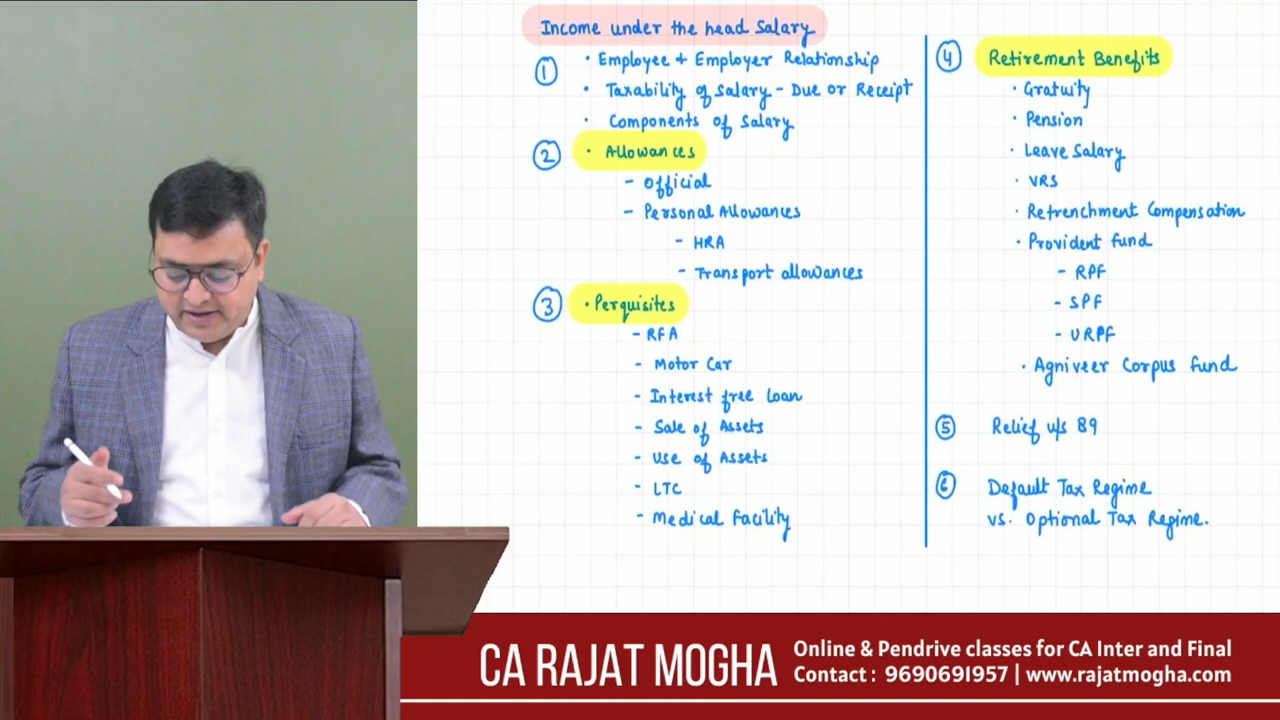 Income under the head Salary
① • Employee & Employer Relationship
• Taxability of Salary - Due or Receipt
• Components of Salary
② • Allowances
- Official
- Personal Allowances
- HRA
- Transport allowances
③ • Perquisites
- RFA
- Motor Car
- Interest free Loan
- Sale of Assets
- Use of Assets
- LTC
- Medical Facility
④ Retirement Benefits
• Gratuity
• Pension
• Leave Salary
• VRS
• Retrenchment Compensation
• Provident fund
- RPF
- SPF
- URPF
• Agniveer Corpus fund
⑤ Relief u/s 89
⑥ Default Tax Regime
vs. Optional Tax Regime.
CA RAJAT MOGHA
Online & Pendrive classes for CA Inter and Final
Contact : 9690691957 | www.rajatmogha.com